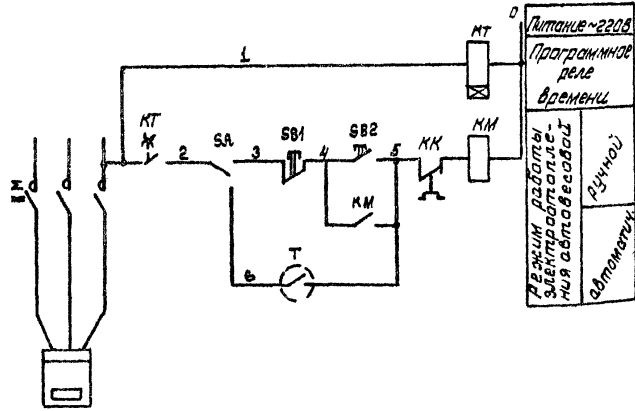 0
Питание~220В
КТ
1
Программное
реле
времени
КТ
2
SA
3
SB1
4
SB2
5
КК
КМ
КМ
6
Т
Режим работы
электроотопле-
ния автовесовой
ручной
автоматич.